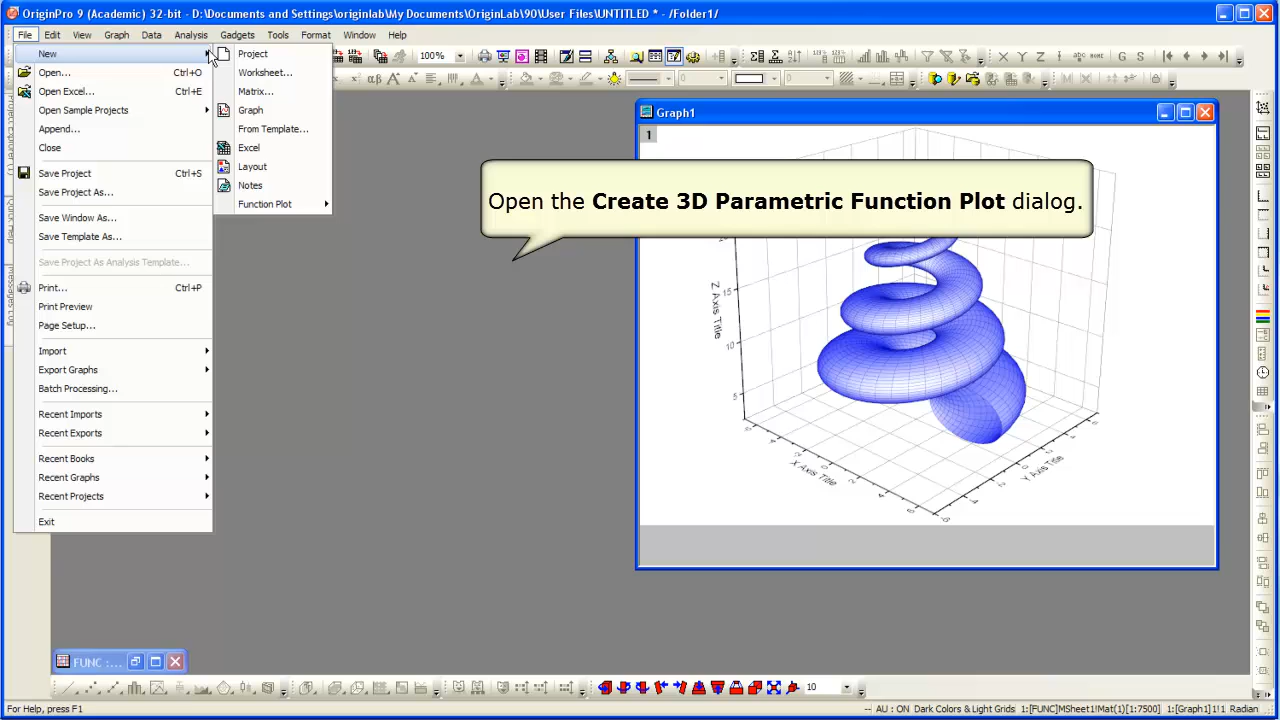 OriginPro 9 (Academic) 32-bit - D:\Documents and Settings\originlab\My Documents\OriginLab\90\User Files\UNTITLED * - /Folder1/
File Edit View Graph Data Analysis Gadgets Tools Format Window Help
100%
New
Open... Ctrl+O
Open Excel... Ctrl+E
Open Sample Projects
Append...
Close
Save Project Ctrl+S
Save Project As...
Save Window As...
Save Template As...
Save Project As Analysis Template...
Print... Ctrl+P
Print Preview
Page Setup...
Import
Export Graphs
Batch Processing...
Recent Imports
Recent Exports
Recent Books
Recent Graphs
Recent Projects
Exit
Project
Worksheet...
Matrix...
Graph
From Template...
Excel
Layout
Notes
Function Plot
Graph1
1
Open the Create 3D Parametric Function Plot dialog.
15
10
5
Z Axis Title
X Axis Title
Y Axis Title
FUNC : ...
10
For Help, press F1
-- AU : ON Dark Colors & Light Grids 1:[FUNC]MSheet1!Mat(1)[1:7500] 1:[Graph1]1!1 Radian